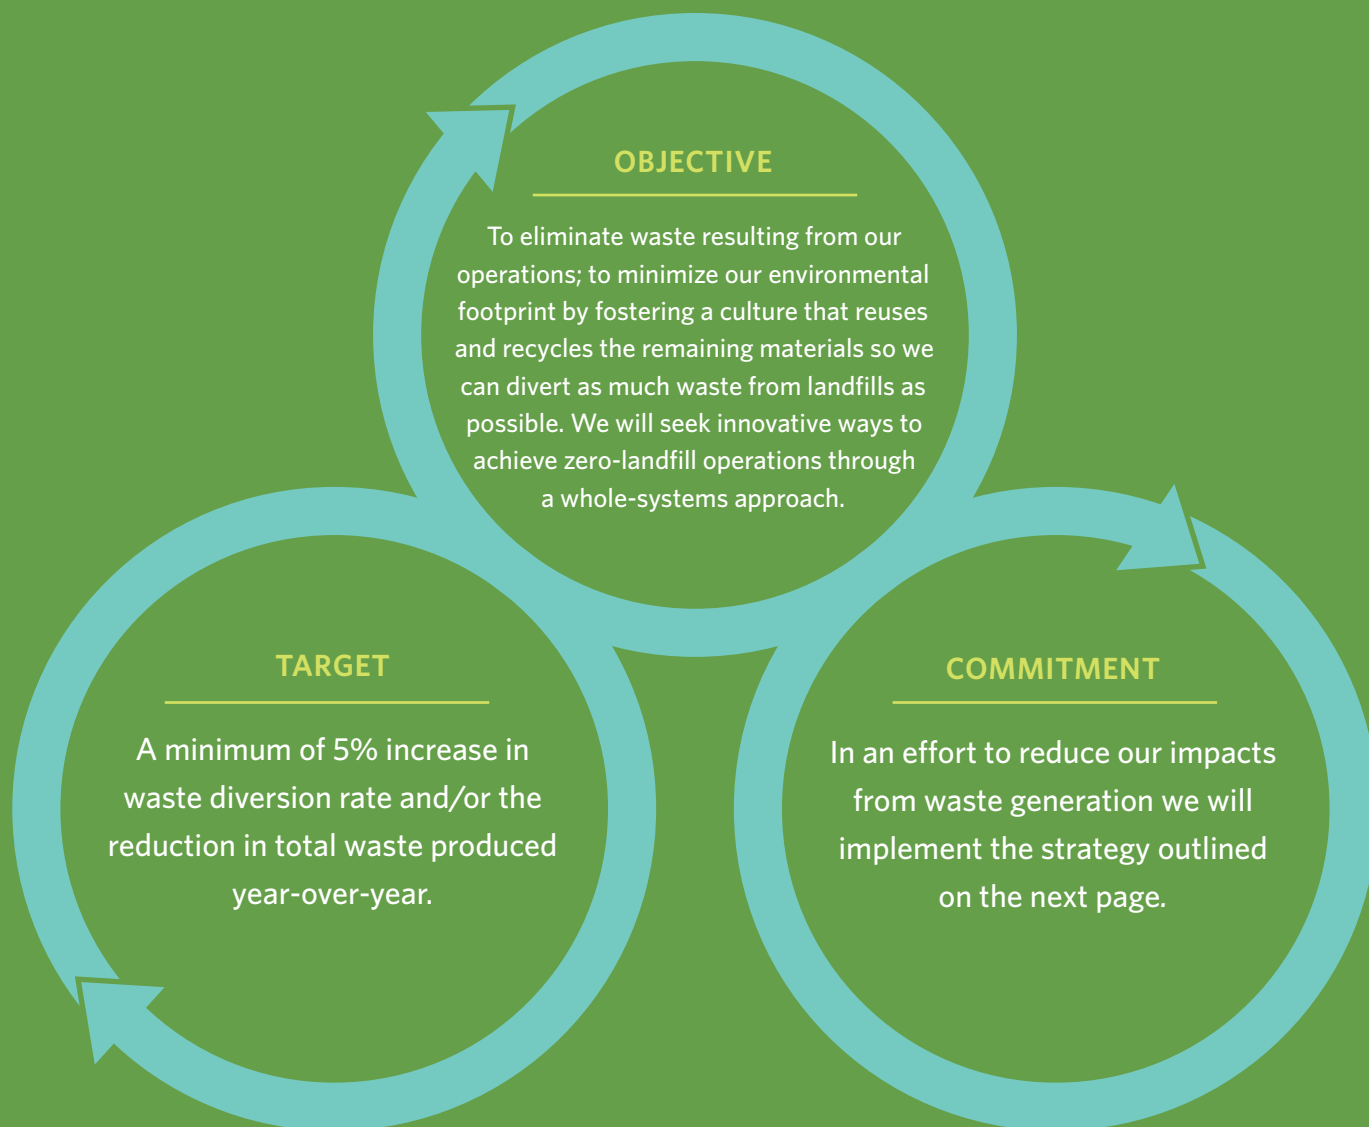 OBJECTIVE
To eliminate waste resulting from our
operations; to minimize our environmental
footprint by fostering a culture that reuses
and recycles the remaining materials so we
can divert as much waste from landfills as
possible. We will seek innovative ways to
achieve zero-landfill operations through
a whole-systems approach.
TARGET
A minimum of 5% increase in
waste diversion rate and/or the
reduction in total waste produced
year-over-year.
COMMITMENT
In an effort to reduce our impacts
from waste generation we will
implement the strategy outlined
on the next page.